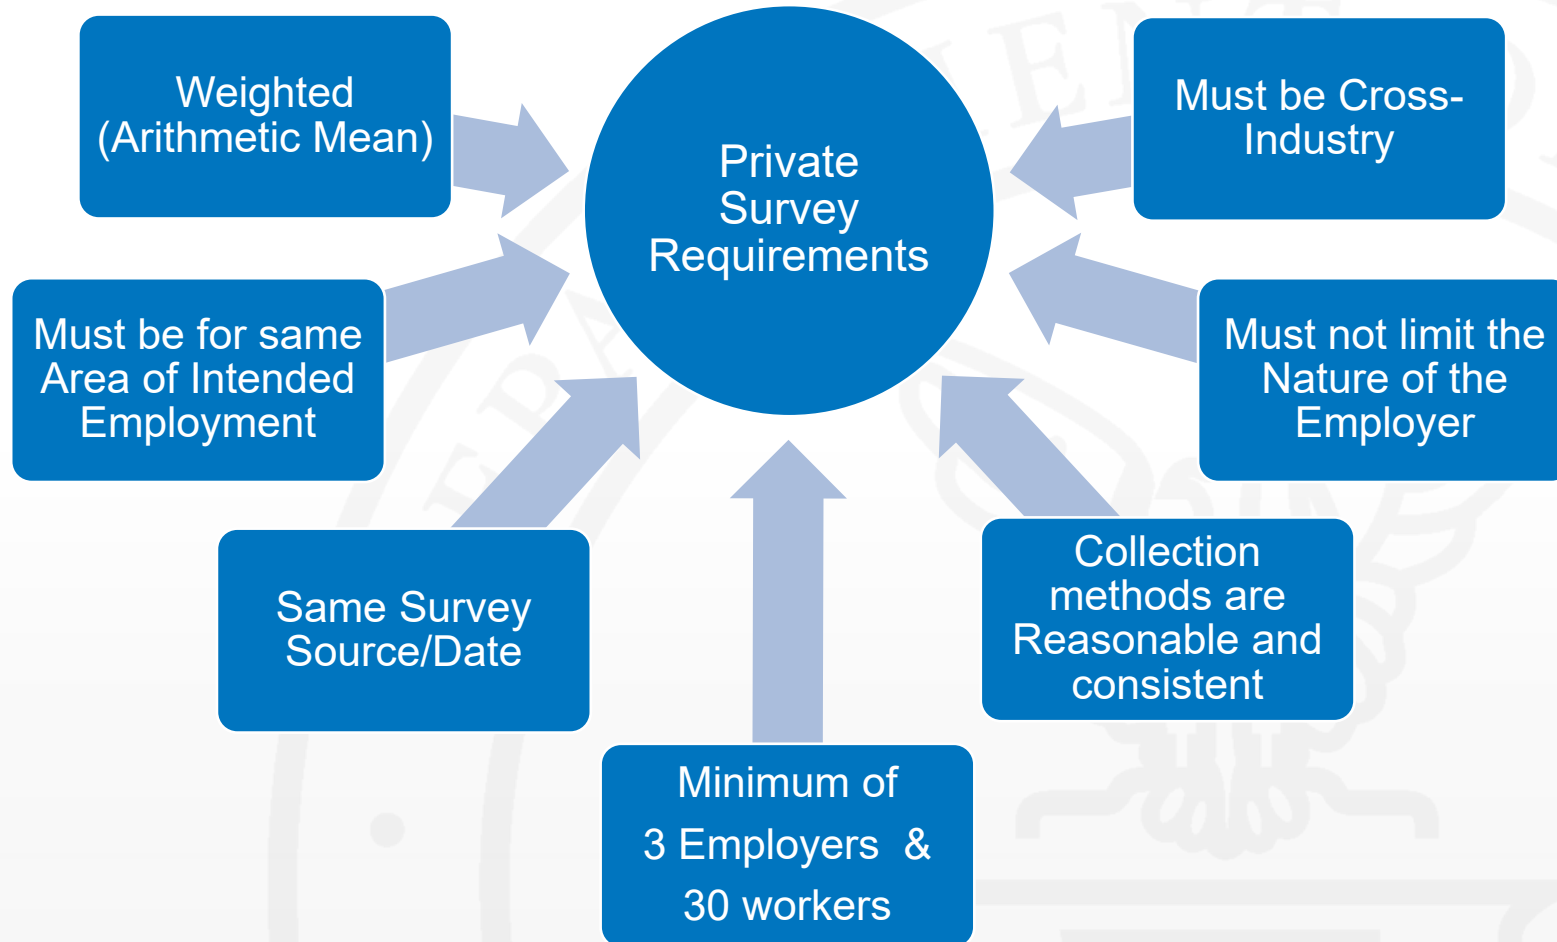 Weighted
(Arithmetic Mean)
Private
Survey
Requirements
Must be Cross-
Industry
Must be for same
Area of Intended
Employment
Must not limit the
Nature of the
Employer
Same Survey
Source/Date
Collection
methods are
Reasonable and
consistent
Minimum of
3 Employers &
30 workers